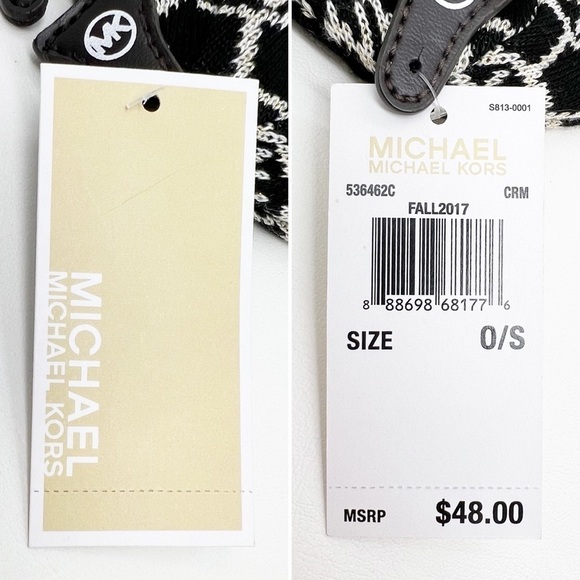 MK
MICHAEL
MICHAEL KORS
S813-0001
MICHAEL
MICHAEL KORS
536462C CRM
FALL2017
8 88698 68177 6
SIZE O/S
MSRP $48.00